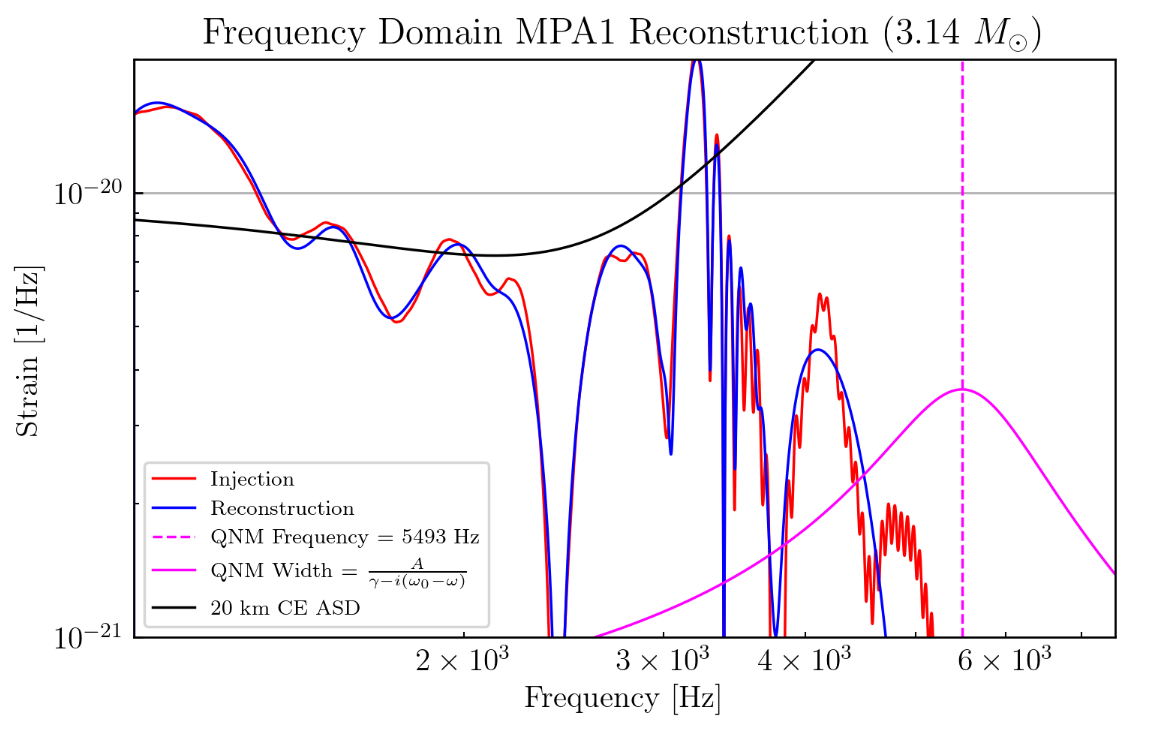 Frequency Domain MPA1 Reconstruction (3.14 M⊙)
Strain [1/Hz]
10⁻²⁰
10⁻²¹
Injection
Reconstruction
QNM Frequency = 5493 Hz
QNM Width = A/(γ−i(ω₀−ω))
20 km CE ASD
2 × 10³ 3 × 10³ 4 × 10³ 6 × 10³
Frequency [Hz]